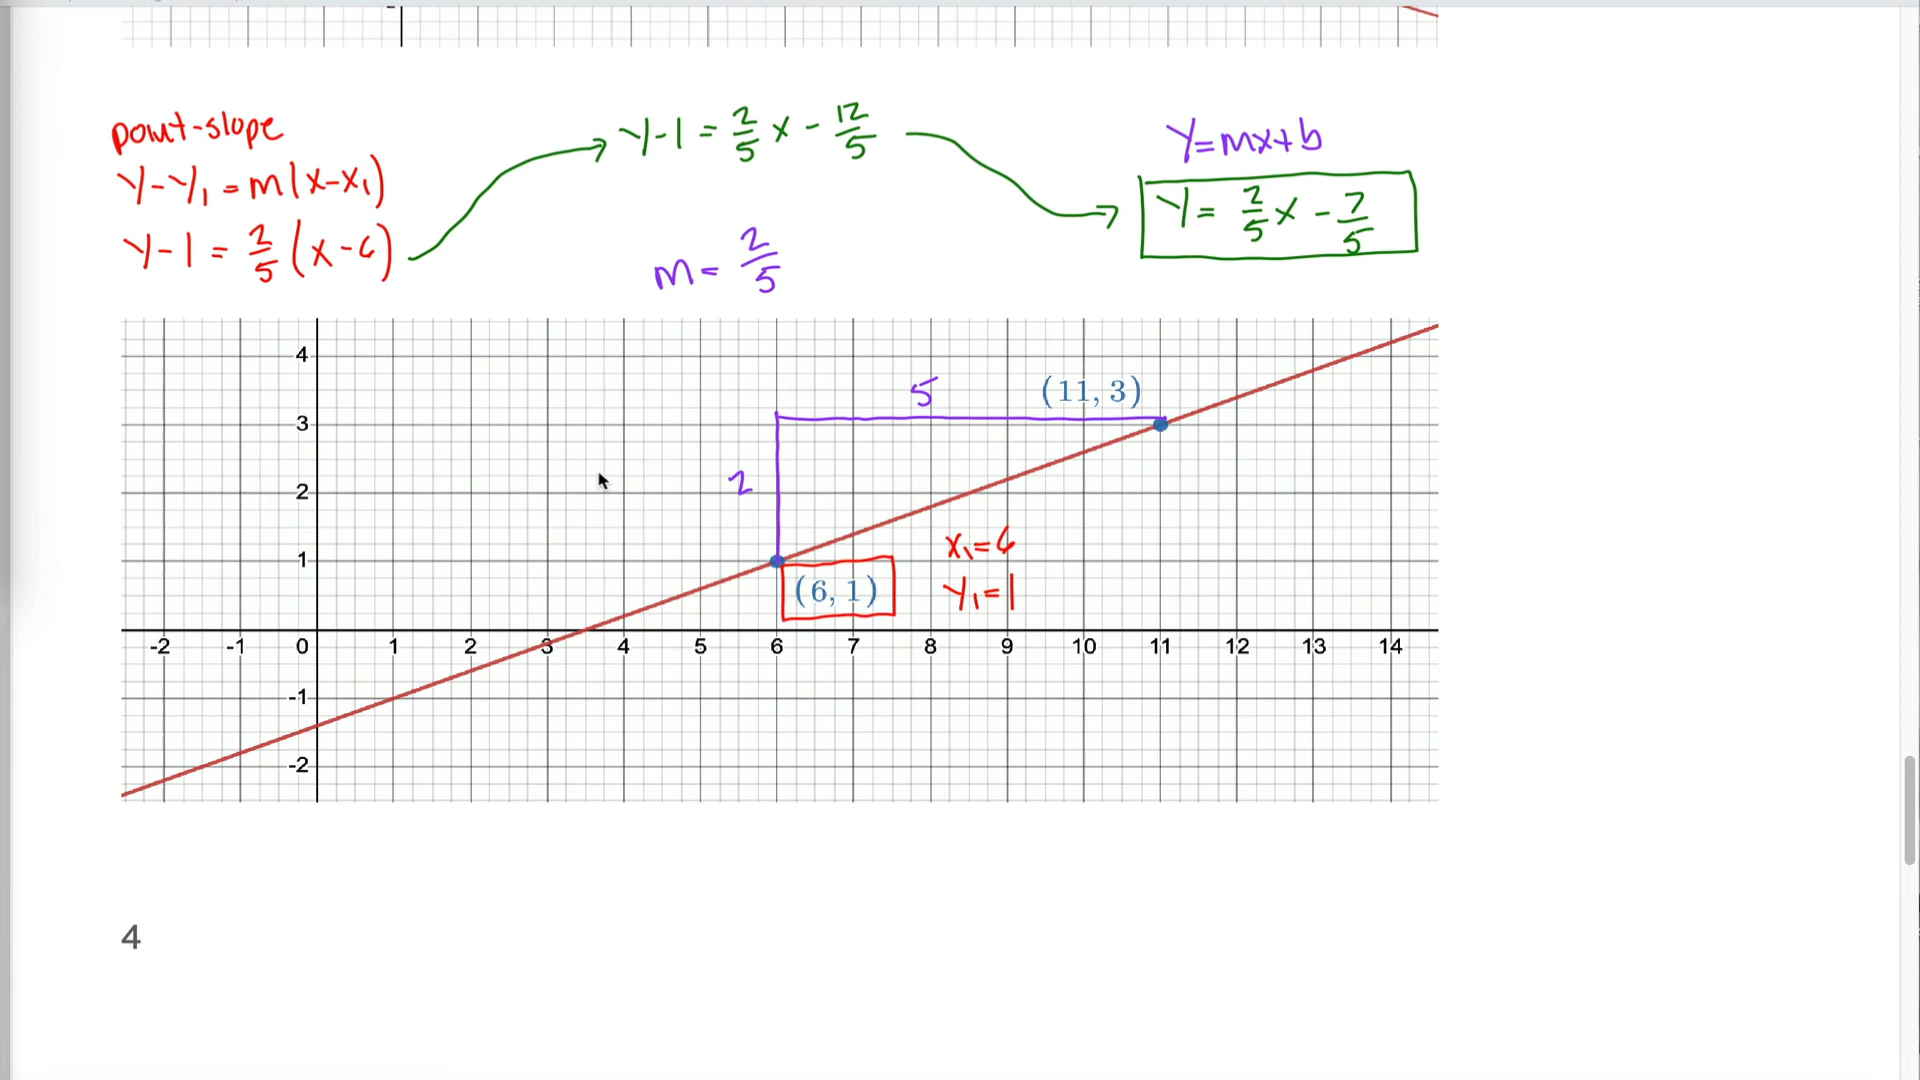 point-slope
y-y₁ = m(x-x₁)
y-1 = 2/5 (x-6)
y-1 = 2/5 x - 12/5
m = 2/5
y=mx+b
y = 2/5 x - 7/5
4
3
2
1
-1
-2
-2 -1 0 1 2 3 4 5 6 7 8 9 10 11 12 13 14
5
(11, 3)
2
(6, 1)
x₁=6
y₁=1
4